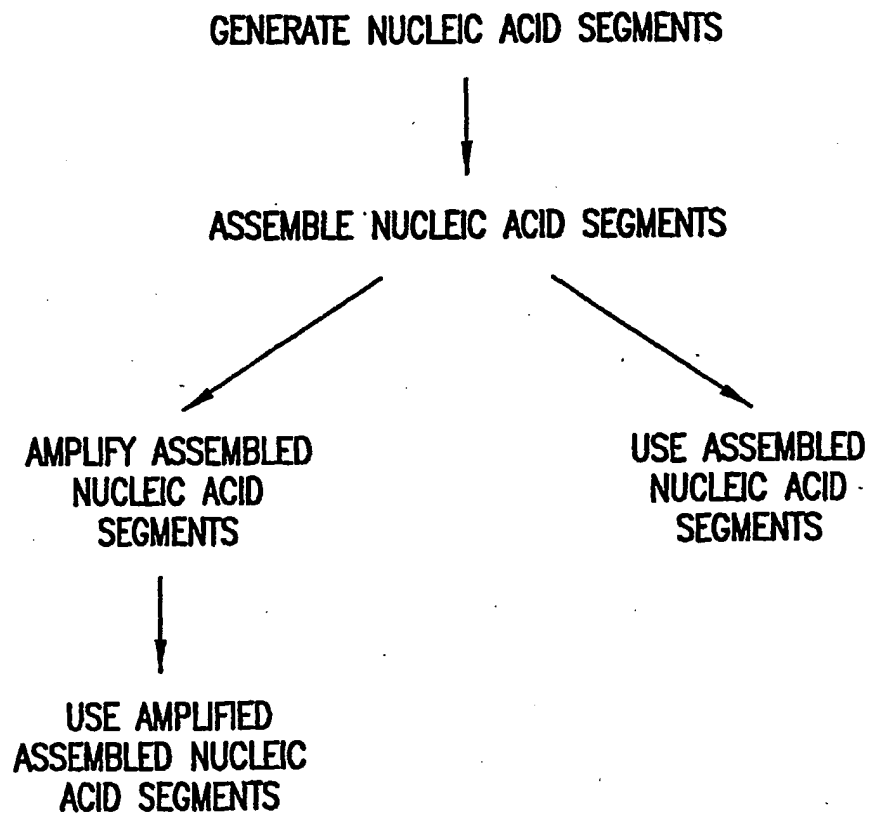 GENERATE NUCLEIC ACID SEGMENTS
ASSEMBLE NUCLEIC ACID SEGMENTS
AMPLIFY ASSEMBLED
NUCLEIC ACID
SEGMENTS
USE ASSEMBLED
NUCLEIC ACID
SEGMENTS
USE AMPLIFIED
ASSEMBLED NUCLEIC
ACID SEGMENTS